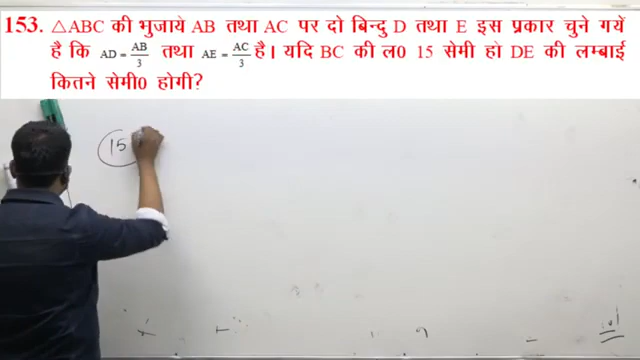 153. △ABC की भुजाये AB तथा AC पर दो बिन्दु D तथा E इस प्रकार चुने गयें
है कि AD = AB/3 तथा AE = AC/3 है। यदि BC की ल0 15 सेमी हो DE की लम्बाई
कितने सेमी0 होगी?
15